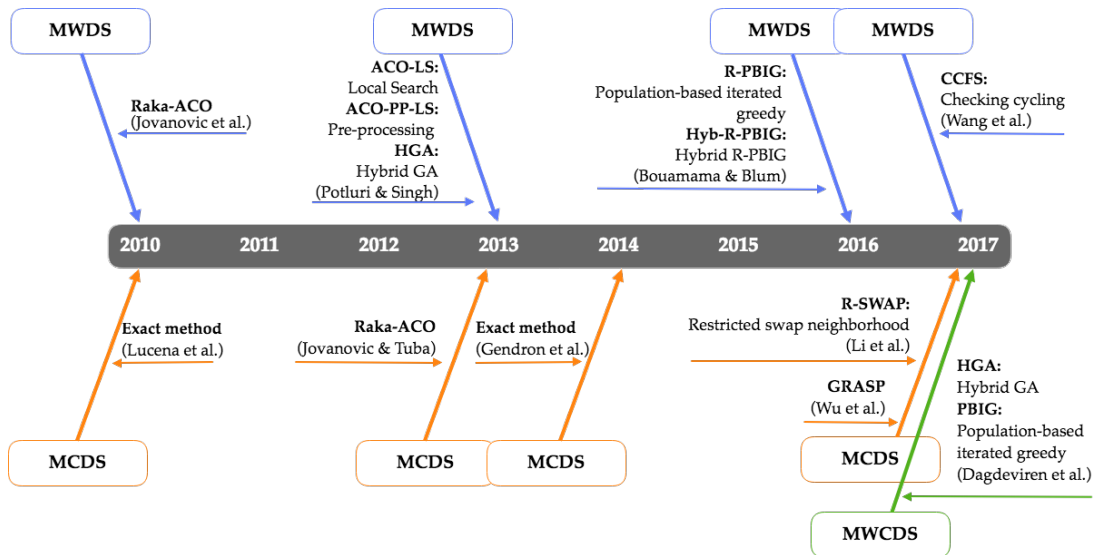 MWDS
MWDS
MWDS
MWDS
Raka-ACO
(Jovanovic et al.)
ACO-LS:
Local Search
ACO-PP-LS:
Pre-processing
HGA:
Hybrid GA
(Potluri & Singh)
R-PBIG:
Population-based iterated
greedy
Hyb-R-PBIG:
Hybrid R-PBIG
(Bouamama & Blum)
CCFS:
Checking cycling
(Wang et al.)
2010 2011 2012 2013 2014 2015 2016 2017
Exact method
(Lucena et al.)
Raka-ACO
(Jovanovic & Tuba)
Exact method
(Gendron et al.)
R-SWAP:
Restricted swap neighborhood
(Li et al.)
GRASP
(Wu et al.)
HGA:
Hybrid GA
PBIG:
Population-based
iterated greedy
(Dagdeviren et al.)
MCDS
MCDS
MCDS
MCDS
MWCDS